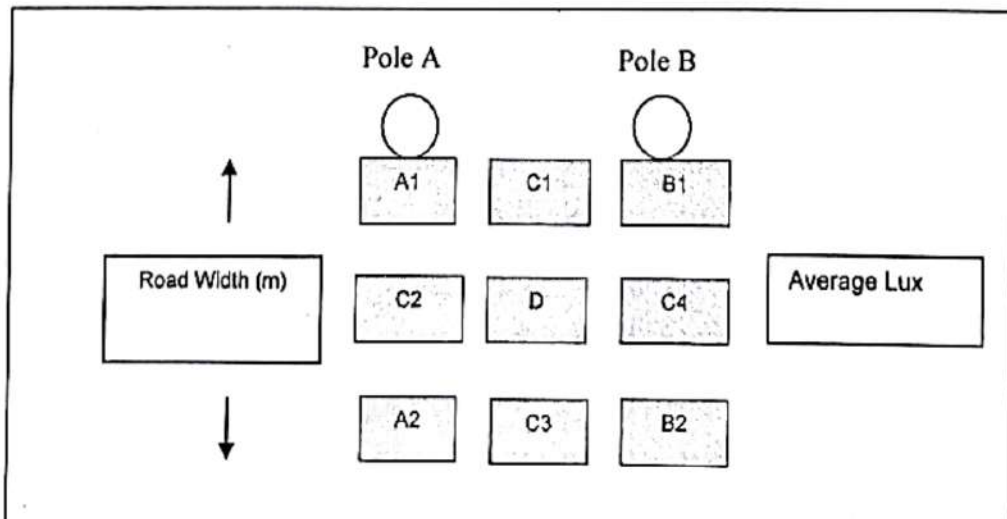 Pole A
Pole B
A1
C1
B1
Road Width (m)
C2
D
C4
Average Lux
A2
C3
B2